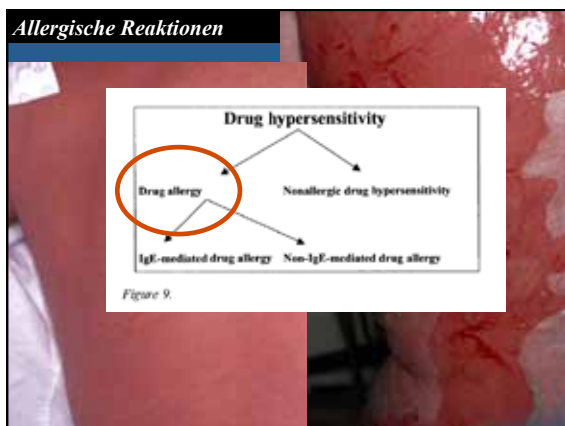 Allergische Reaktionen
Drug hypersensitivity
Drug allergy Nonallergic drug hypersensitivity
IgE-mediated drug allergy Non-IgE-mediated drug allergy
Figure 9.